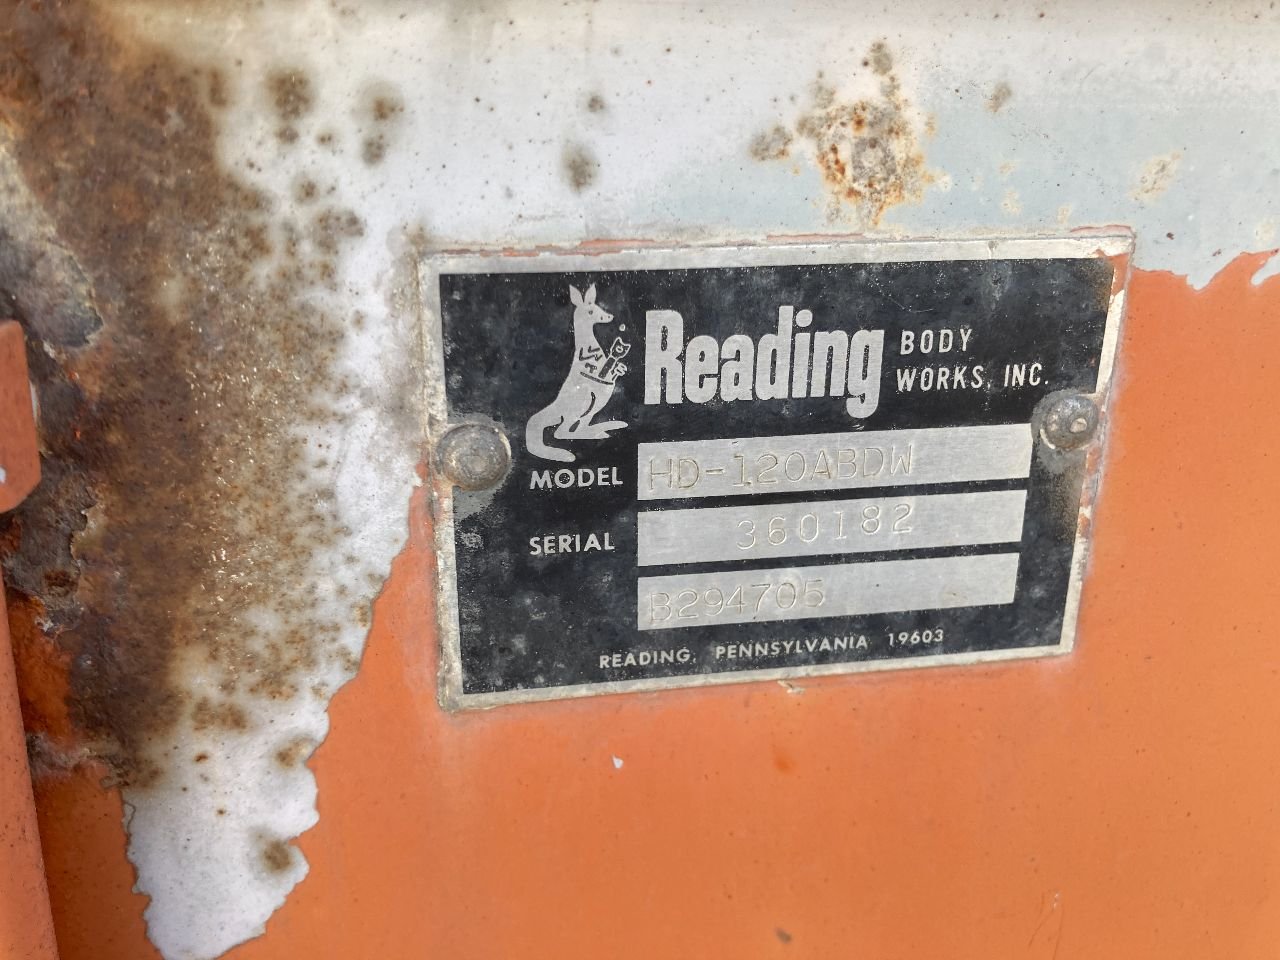 Reading BODY WORKS, INC.
MODEL HD-120ABDW
SERIAL 360182
B294705
READING, PENNSYLVANIA 19603